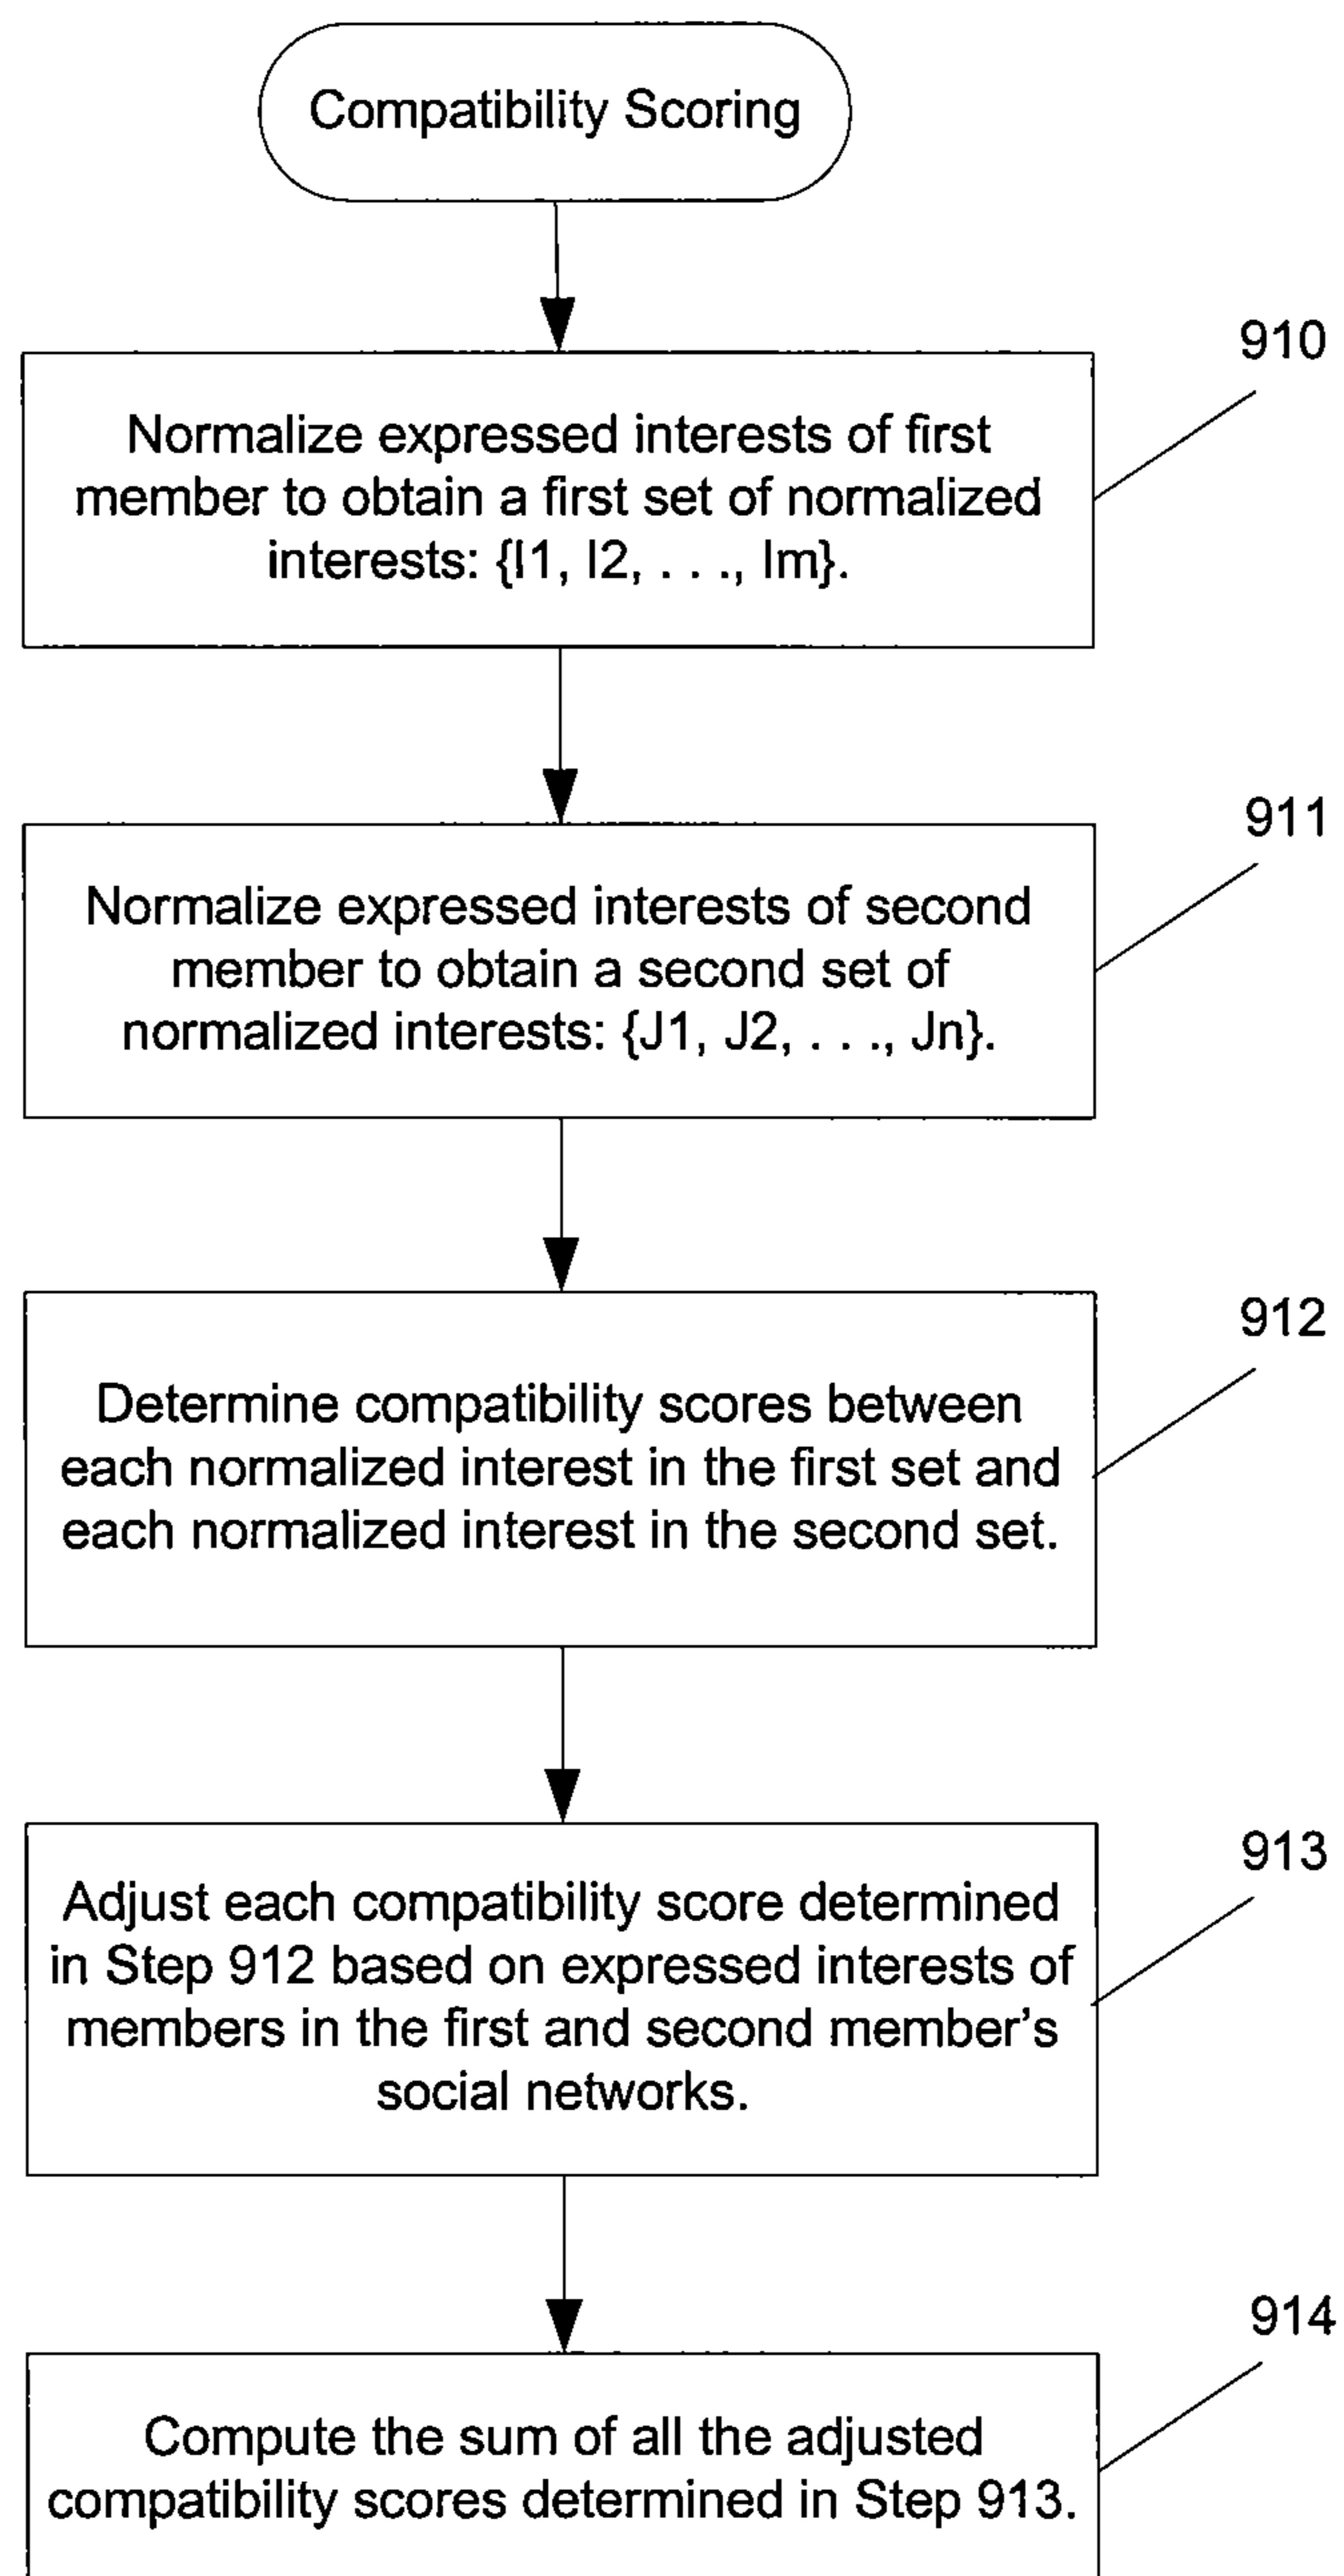 Compatibility Scoring
910
Normalize expressed interests of first
member to obtain a first set of normalized
interests: {I1, I2, . . ., Im}.
911
Normalize expressed interests of second
member to obtain a second set of
normalized interests: {J1, J2, . . ., Jn}.
912
Determine compatibility scores between
each normalized interest in the first set and
each normalized interest in the second set.
913
Adjust each compatibility score determined
in Step 912 based on expressed interests of
members in the first and second member's
social networks.
914
Compute the sum of all the adjusted
compatibility scores determined in Step 913.